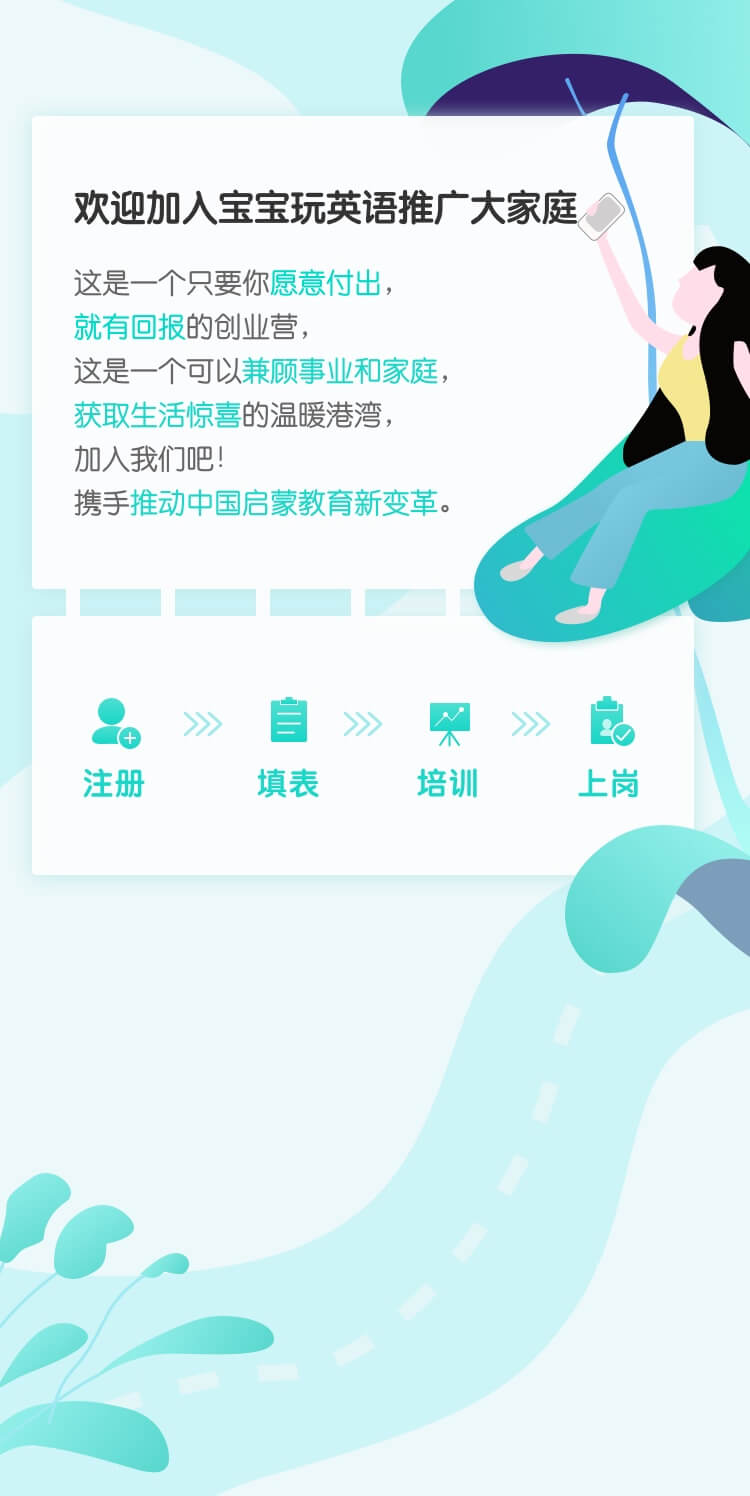 欢迎加入宝宝玩英语推广大家庭
这是一个只要你愿意付出，
就有回报的创业营，
这是一个可以兼顾事业和家庭，
获取生活惊喜的温暖港湾，
加入我们吧！
携手推动中国启蒙教育新变革。
注册 填表 培训 上岗